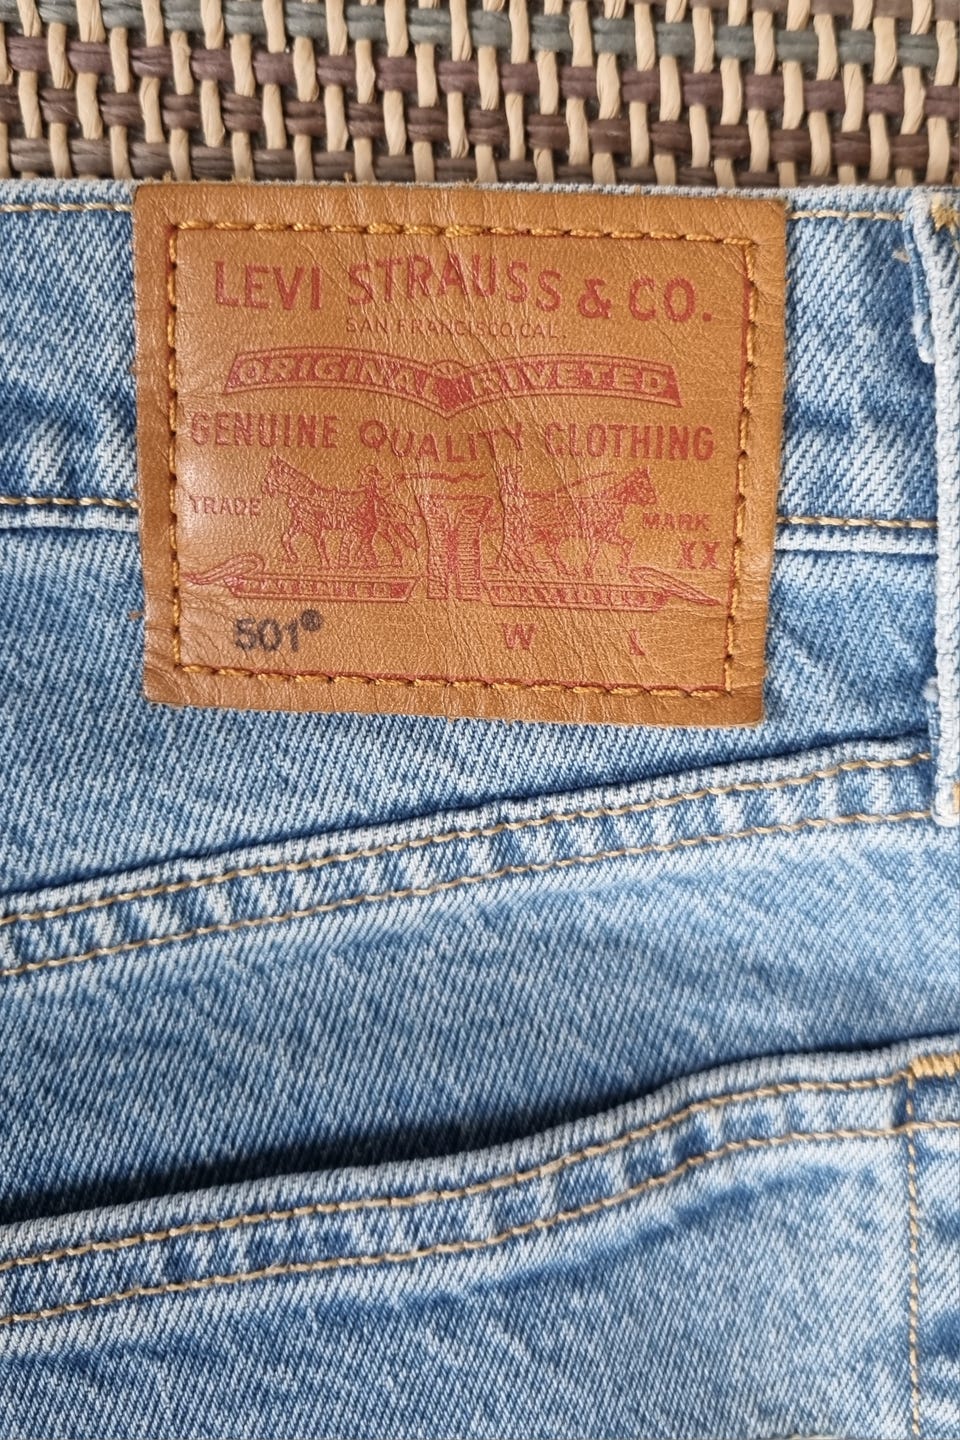 LEVI STRAUSS & CO.
SAN FRANCISCO, CAL.
ORIGINAL RIVETED
GENUINE QUALITY CLOTHING
TRADE MARK
XX
501® W L